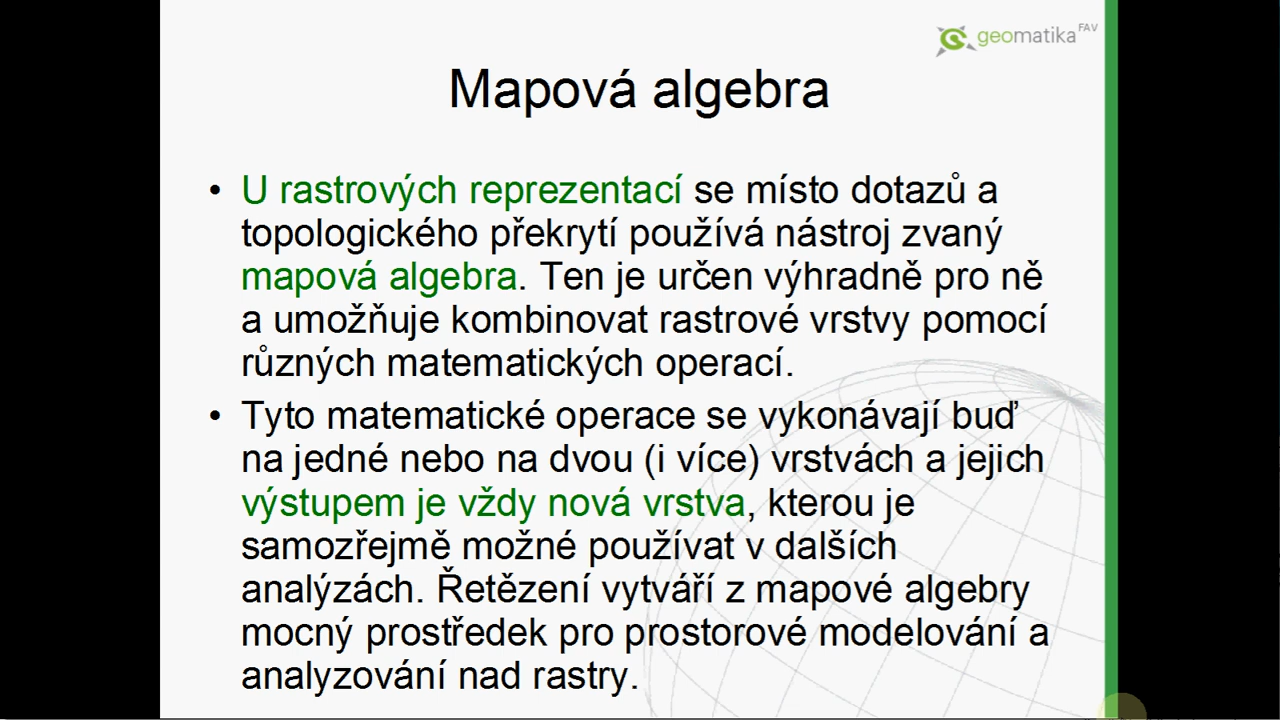 geomatika FAV
Mapová algebra
• U rastrových reprezentací se místo dotazů a
topologického překrytí používá nástroj zvaný
mapová algebra. Ten je určen výhradně pro ně
a umožňuje kombinovat rastrové vrstvy pomocí
různých matematických operací.
• Tyto matematické operace se vykonávají buď
na jedné nebo na dvou (i více) vrstvách a jejich
výstupem je vždy nová vrstva, kterou je
samozřejmě možné používat v dalších
analýzách. Řetězení vytváří z mapové algebry
mocný prostředek pro prostorové modelování a
analyzování nad rastry.